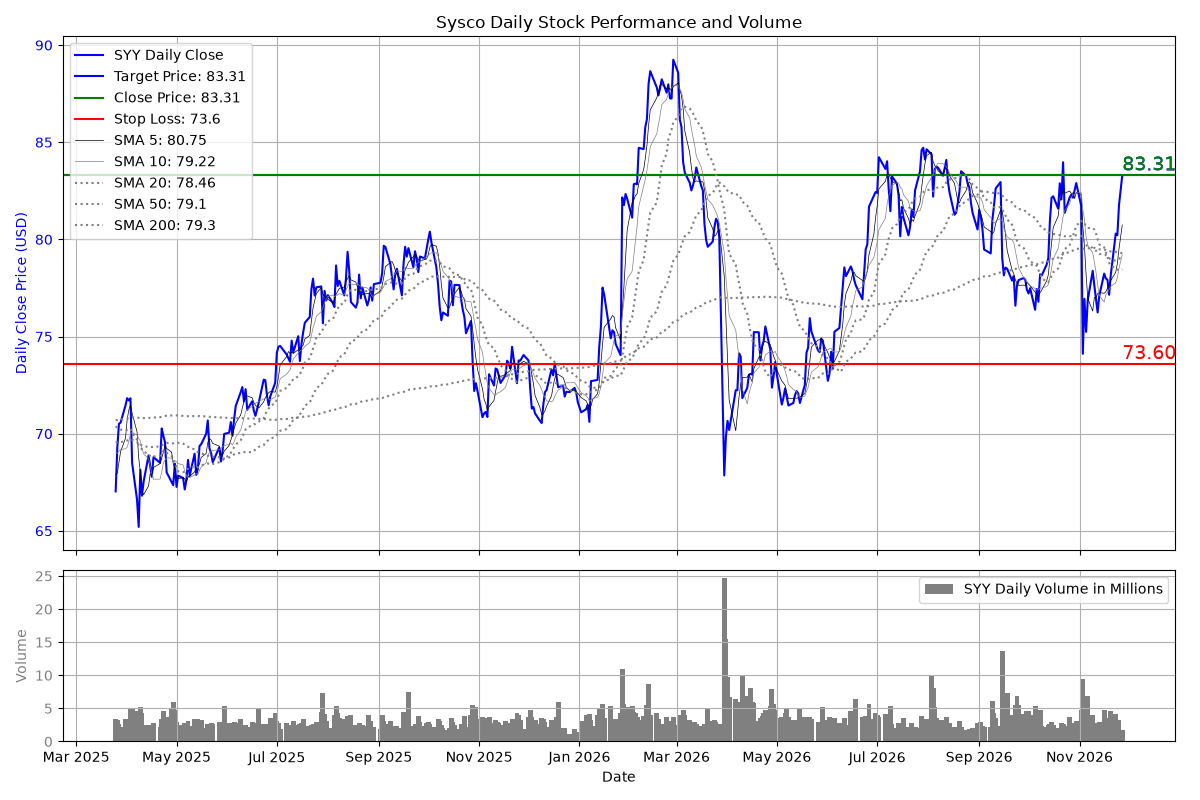 Sysco Daily Stock Performance and Volume
90
85
80
75
70
65
Daily Close Price (USD)
SYY Daily Close
Target Price: 83.31
Close Price: 83.31
Stop Loss: 73.6
SMA 5: 80.75
SMA 10: 79.22
SMA 20: 78.46
SMA 50: 79.1
SMA 200: 79.3
83.31
73.60
25
20
15
10
5
0
Volume
SYY Daily Volume in Millions
Mar 2025 May 2025 Jul 2025 Sep 2025 Nov 2025 Jan 2026 Mar 2026 May 2026 Jul 2026 Sep 2026 Nov 2026
Date